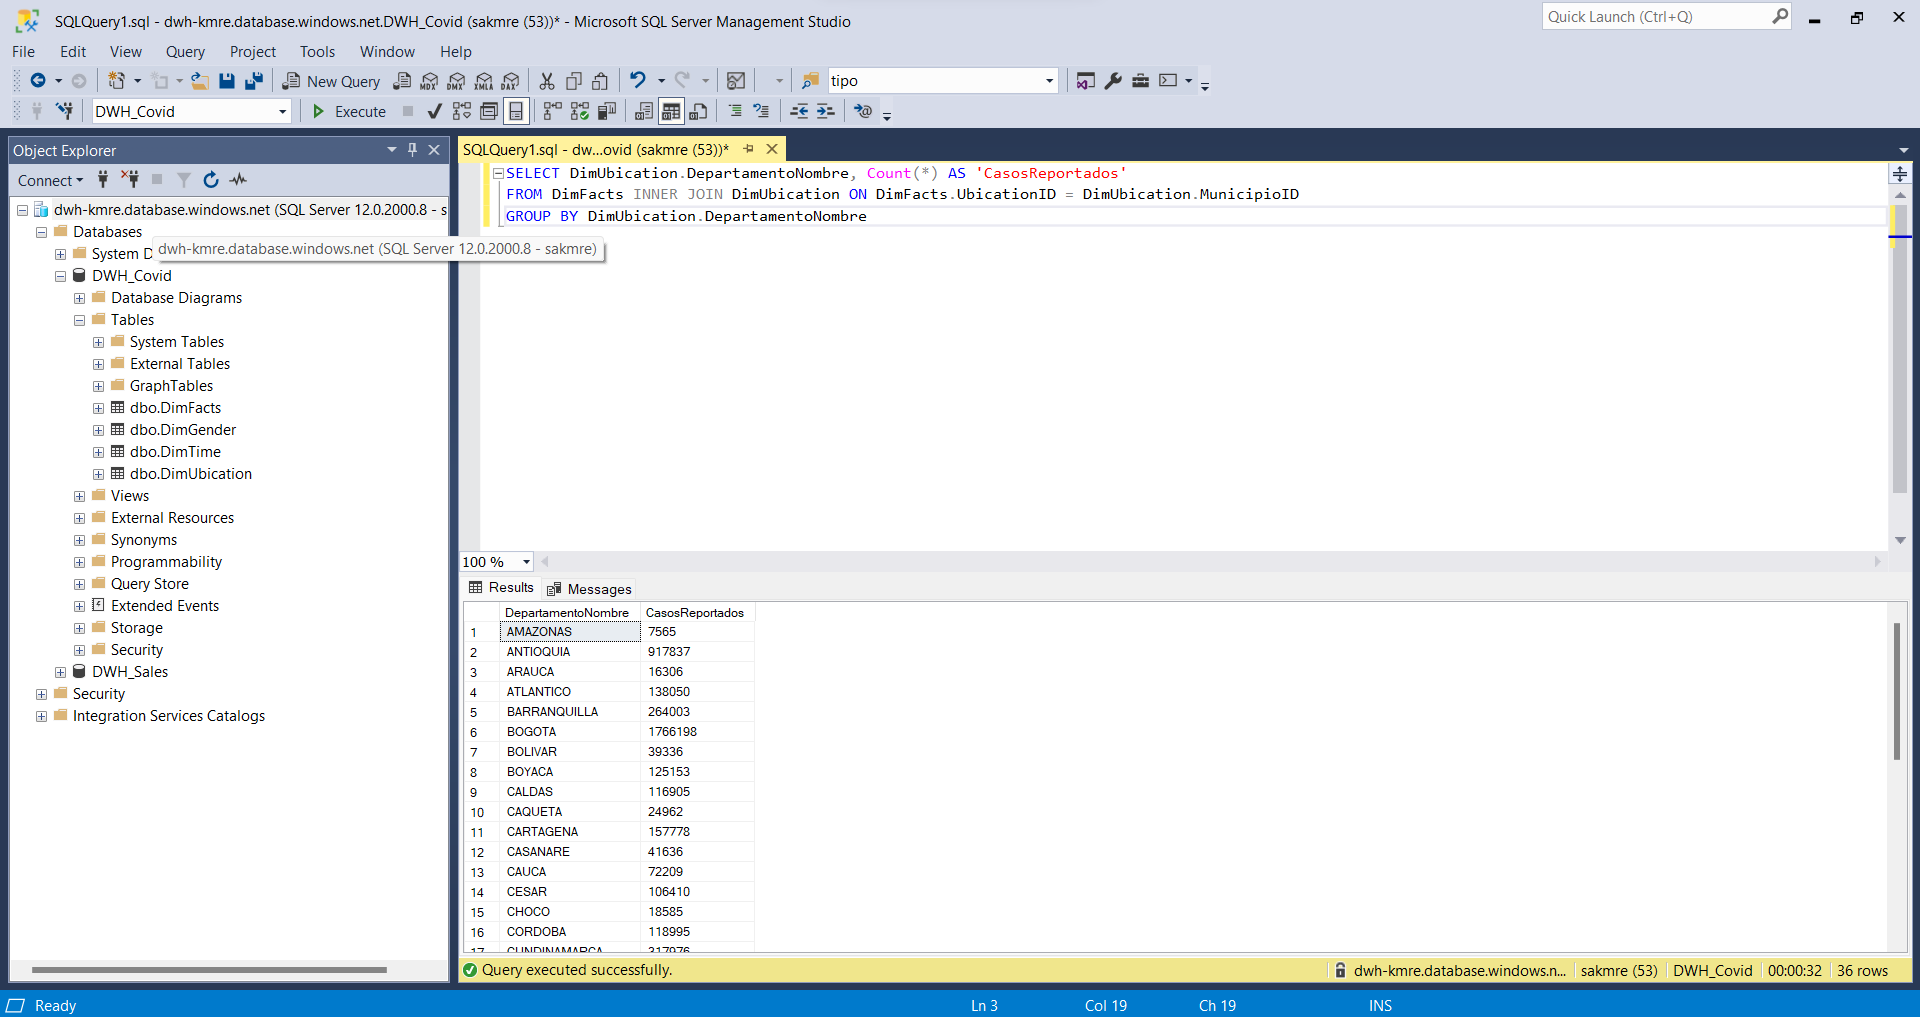 SQLQuery1.sql - dwh-kmre.database.windows.net.DWH_Covid (sakmre (53))* - Microsoft SQL Server Management Studio
Quick Launch (Ctrl+Q)
File Edit View Query Project Tools Window Help
New Query MDX DMX XMLA DAX tipo
DWH_Covid Execute
Object Explorer
Connect
dwh-kmre.database.windows.net (SQL Server 12.0.2000.8 - s
Databases
System D
dwh-kmre.database.windows.net (SQL Server 12.0.2000.8 - sakmre)
DWH_Covid
Database Diagrams
Tables
System Tables
External Tables
GraphTables
dbo.DimFacts
dbo.DimGender
dbo.DimTime
dbo.DimUbication
Views
External Resources
Synonyms
Programmability
Query Store
Extended Events
Storage
Security
DWH_Sales
Security
Integration Services Catalogs
SQLQuery1.sql - dw...ovid (sakmre (53))*
SELECT DimUbication.DepartamentoNombre, Count(*) AS 'CasosReportados'
FROM DimFacts INNER JOIN DimUbication ON DimFacts.UbicationID = DimUbication.MunicipioID
GROUP BY DimUbication.DepartamentoNombre
100 %
Results Messages
DepartamentoNombre CasosReportados
1 AMAZONAS 7565
2 ANTIOQUIA 917837
3 ARAUCA 16306
4 ATLANTICO 138050
5 BARRANQUILLA 264003
6 BOGOTA 1766198
7 BOLIVAR 39336
8 BOYACA 125153
9 CALDAS 116905
10 CAQUETA 24962
11 CARTAGENA 157778
12 CASANARE 41636
13 CAUCA 72209
14 CESAR 106410
15 CHOCO 18585
16 CORDOBA 118995
17 CUNDINAMARCA 317976
Query executed successfully.
dwh-kmre.database.windows.n... sakmre (53) DWH_Covid 00:00:32 36 rows
Ready Ln 3 Col 19 Ch 19 INS